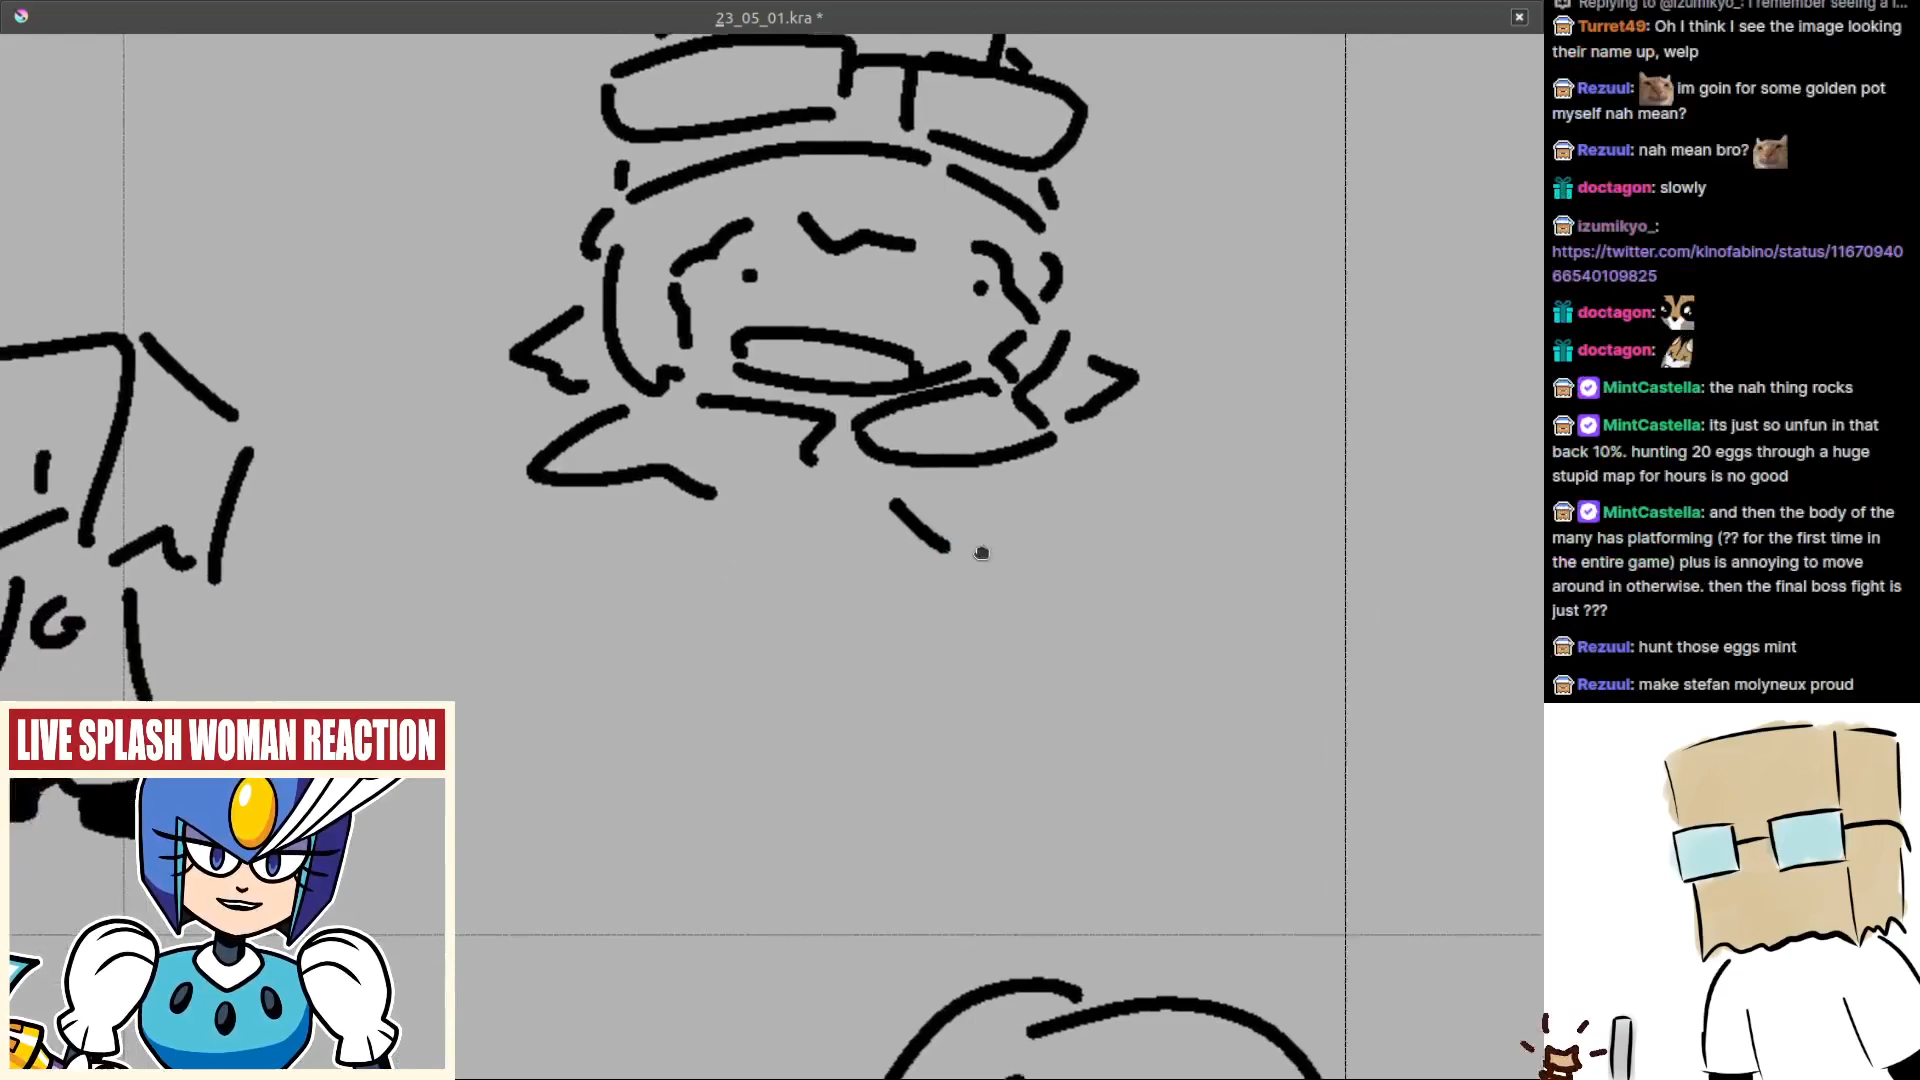 23_05_01.kra *
Replying to @izumikyo_: I remember seeing a l...
Turret49: Oh I think I see the image looking
their name up, welp
Rezuul: im goin for some golden pot
myself nah mean?
Rezuul: nah mean bro?
doctagon: slowly
izumikyo_:
https://twitter.com/kinofabino/status/11670940
66540109825
doctagon:
doctagon:
MintCastella: the nah thing rocks
MintCastella: its just so unfun in that
back 10%. hunting 20 eggs through a huge
stupid map for hours is no good
MintCastella: and then the body of the
many has platforming (?? for the first time in
the entire game) plus is annoying to move
around in otherwise. then the final boss fight is
just ???
Rezuul: hunt those eggs mint
Rezuul: make stefan molyneux proud
LIVE SPLASH WOMAN REACTION